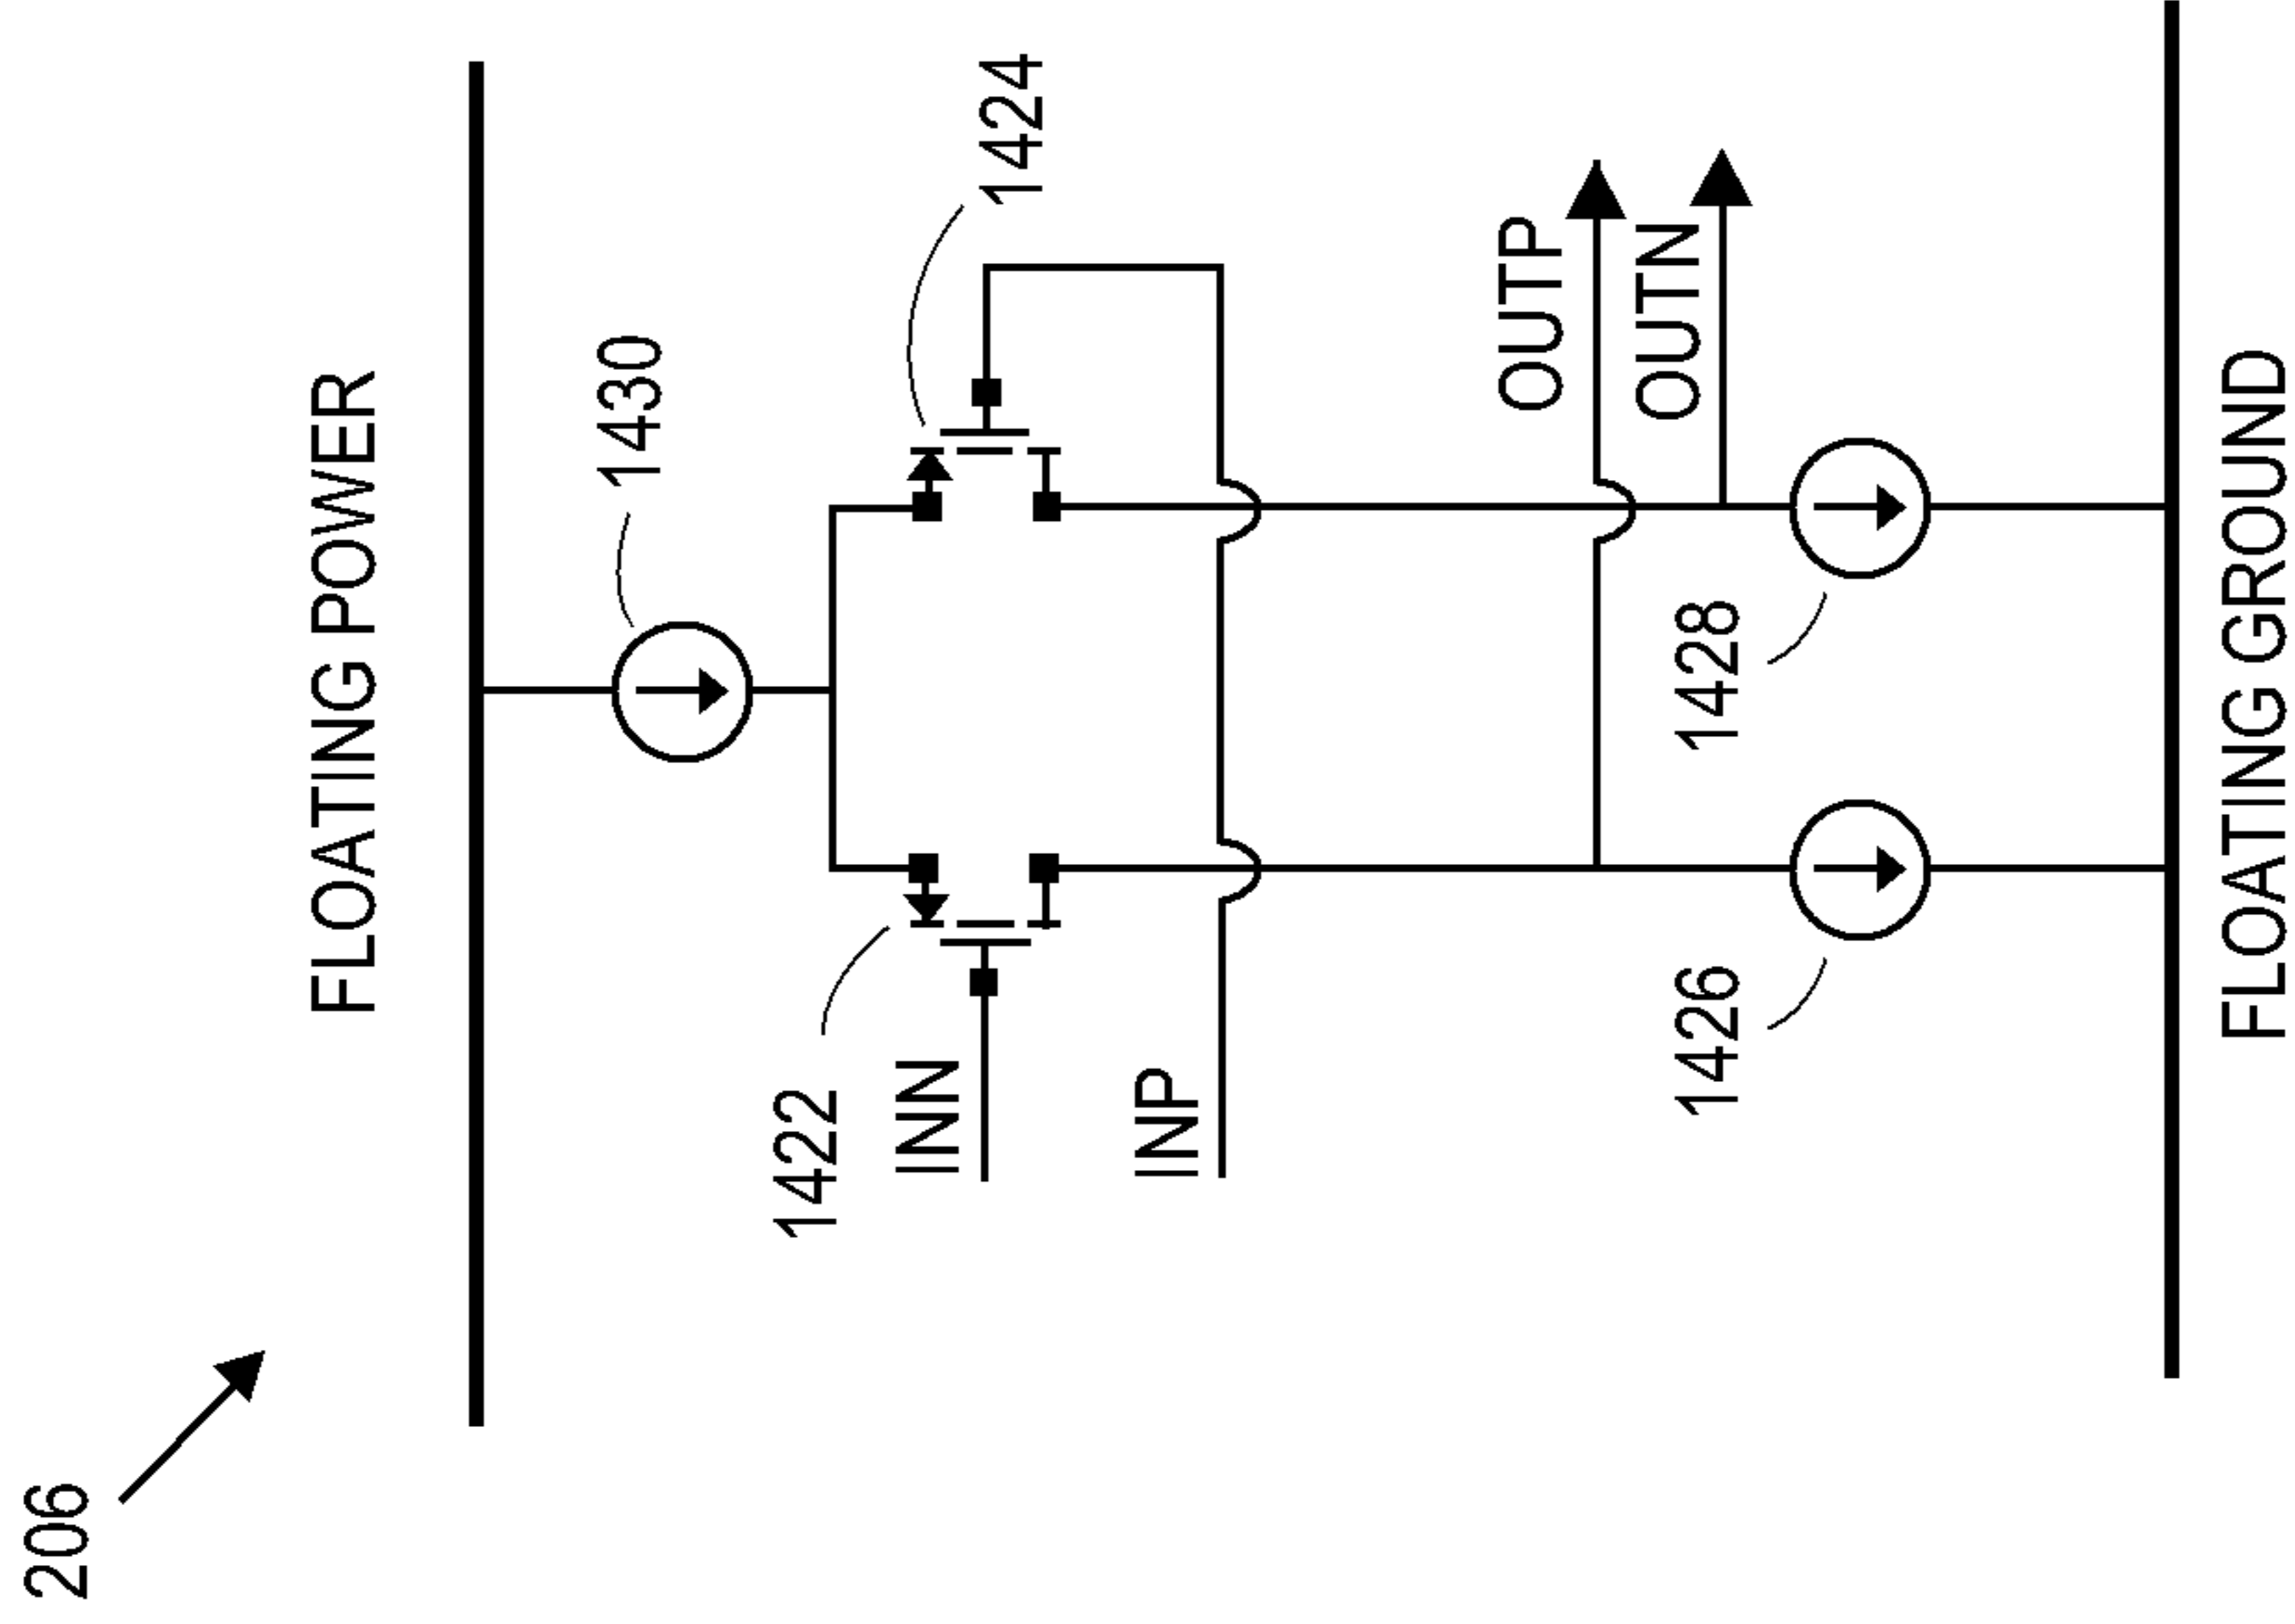 206
FLOATING POWER
1430
1422
1424
INN
INP
OUTP
OUTN
1426
1428
FLOATING GROUND